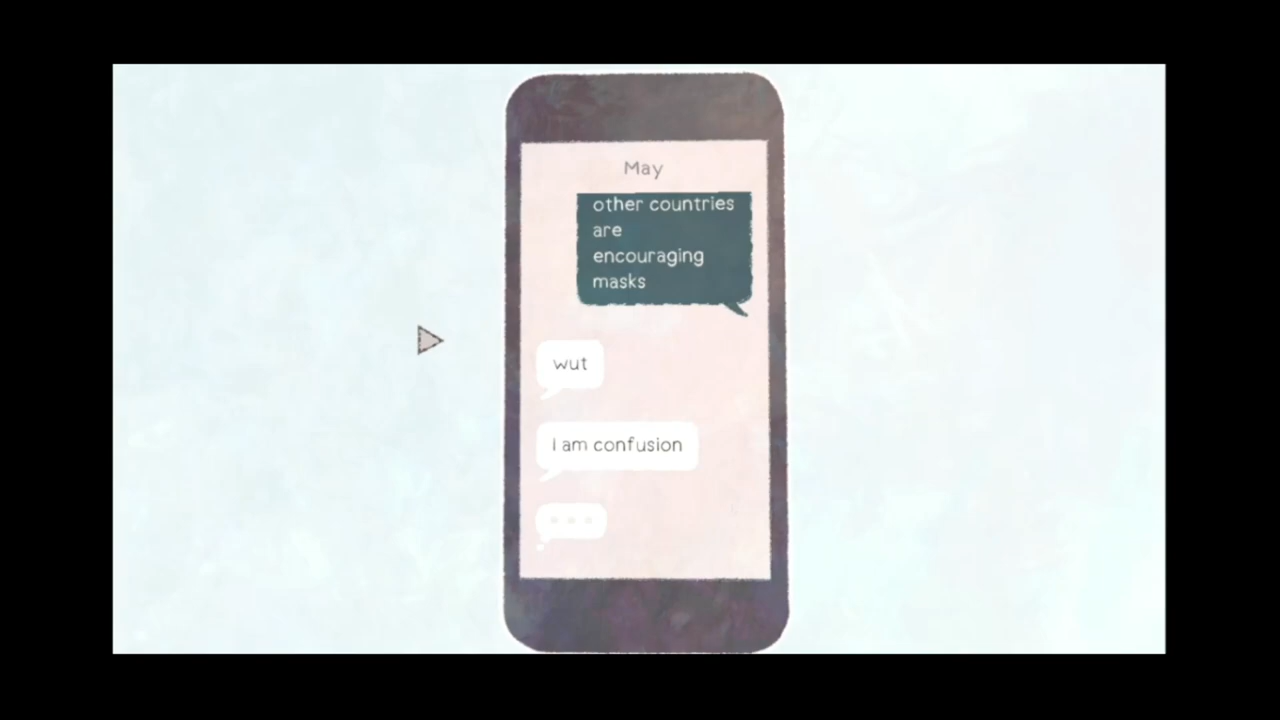 May
other countries
are
encouraging
masks
wut
I am confusion